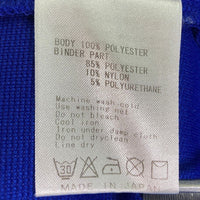 BODY 100% POLYESTER
BINDER PART
85% POLYESTER
10% NYLON
5% POLYURETHANE
Machine wash cold
Use washing net
Do not bleach
Cool iron
Iron under damp cloth
Do not dryclean
Line dry
30
MADE IN JAPAN